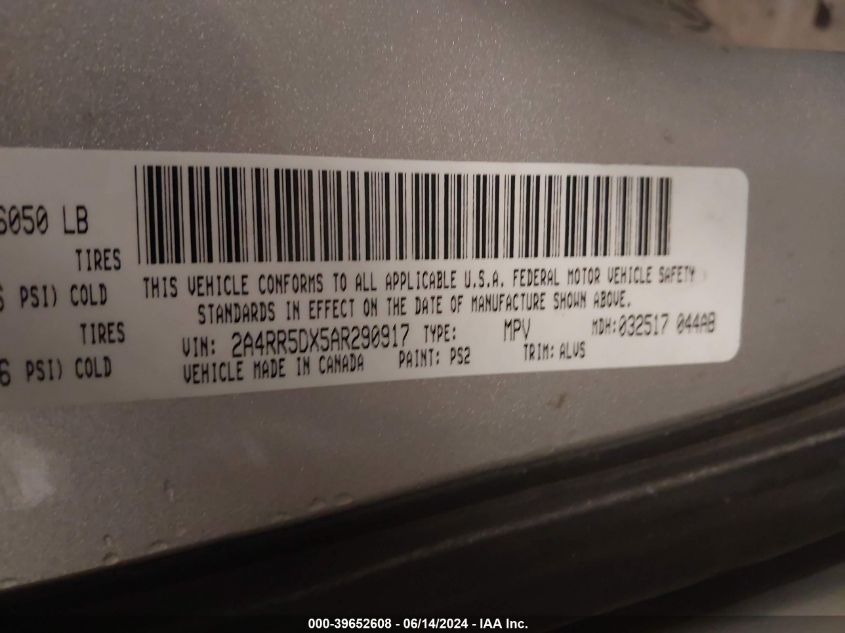 6050 LB
TIRES
PSI) COLD
TIRES
6 PSI) COLD
THIS VEHICLE CONFORMS TO ALL APPLICABLE U.S.A. FEDERAL MOTOR VEHICLE SAFETY
STANDARDS IN EFFECT ON THE DATE OF MANUFACTURE SHOWN ABOVE.
VIN: 2A4RR5DX5AR290917 TYPE: MPV MDH:032517 044AB
VEHICLE MADE IN CANADA PAINT: PS2 TRIM: ALVS
000-39652608 - 06/14/2024 - IAA Inc.